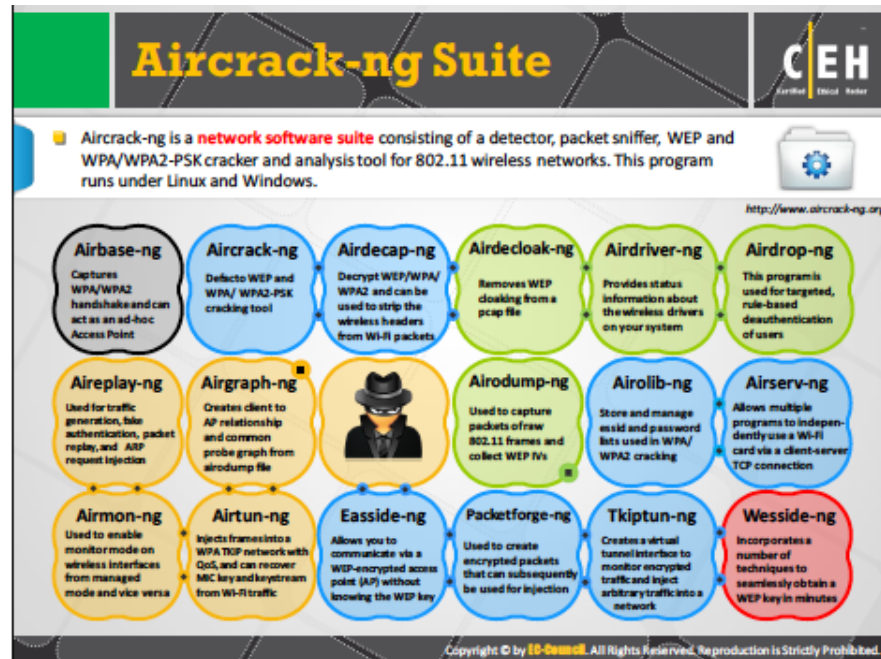 Aircrack-ng Suite
C|EH
Certified Ethical Hacker
Aircrack-ng is a network software suite consisting of a detector, packet sniffer, WEP and
WPA/WPA2-PSK cracker and analysis tool for 802.11 wireless networks. This program
runs under Linux and Windows.
http://www.aircrack-ng.org
Airbase-ng
Captures
WPA/WPA2
handshake and can
act as an ad-hoc
Access Point
Aircrack-ng
Defacto WEP and
WPA/ WPA2-PSK
cracking tool
Airdecap-ng
Decrypt WEP/WPA/
WPA2 and can be
used to strip the
wireless headers
from Wi-Fi packets
Airdecloak-ng
Removes WEP
cloaking from a
pcap file
Airdriver-ng
Provides status
information about
the wireless drivers
on your system
Airdrop-ng
This program is
used for targeted,
rule-based
deauthentication
of users
Aireplay-ng
Used for traffic
generation, fake
authentication, packet
replay, and ARP
request injection
Airgraph-ng
Creates client to
AP relationship
and common
probe graph from
airodump file
Airodump-ng
Used to capture
packets of raw
802.11 frames and
collect WEP IVs
Airolib-ng
Store and manage
essid and password
lists used in WPA/
WPA2 cracking
Airserv-ng
Allows multiple
programs to indepen-
dently use a Wi-Fi
card via a client-server
TCP connection
Airmon-ng
Used to enable
monitor mode on
wireless interfaces
from managed
mode and vice versa
Airtun-ng
Injects frames into a
WPA TKIP network with
QoS, and can recover
MIC key and keystream
from Wi-Fi traffic
Easside-ng
Allows you to
communicate via a
WEP-encrypted access
point (AP) without
knowing the WEP key
Packetforge-ng
Used to create
encrypted packets
that can subsequently
be used for injection
Tkiptun-ng
Creates a virtual
tunnel interface to
monitor encrypted
traffic and inject
arbitrary traffic into a
network
Wesside-ng
Incorporates a
number of
techniques to
seamlessly obtain a
WEP key in minutes
Copyright © by EC-Council. All Rights Reserved. Reproduction is Strictly Prohibited.